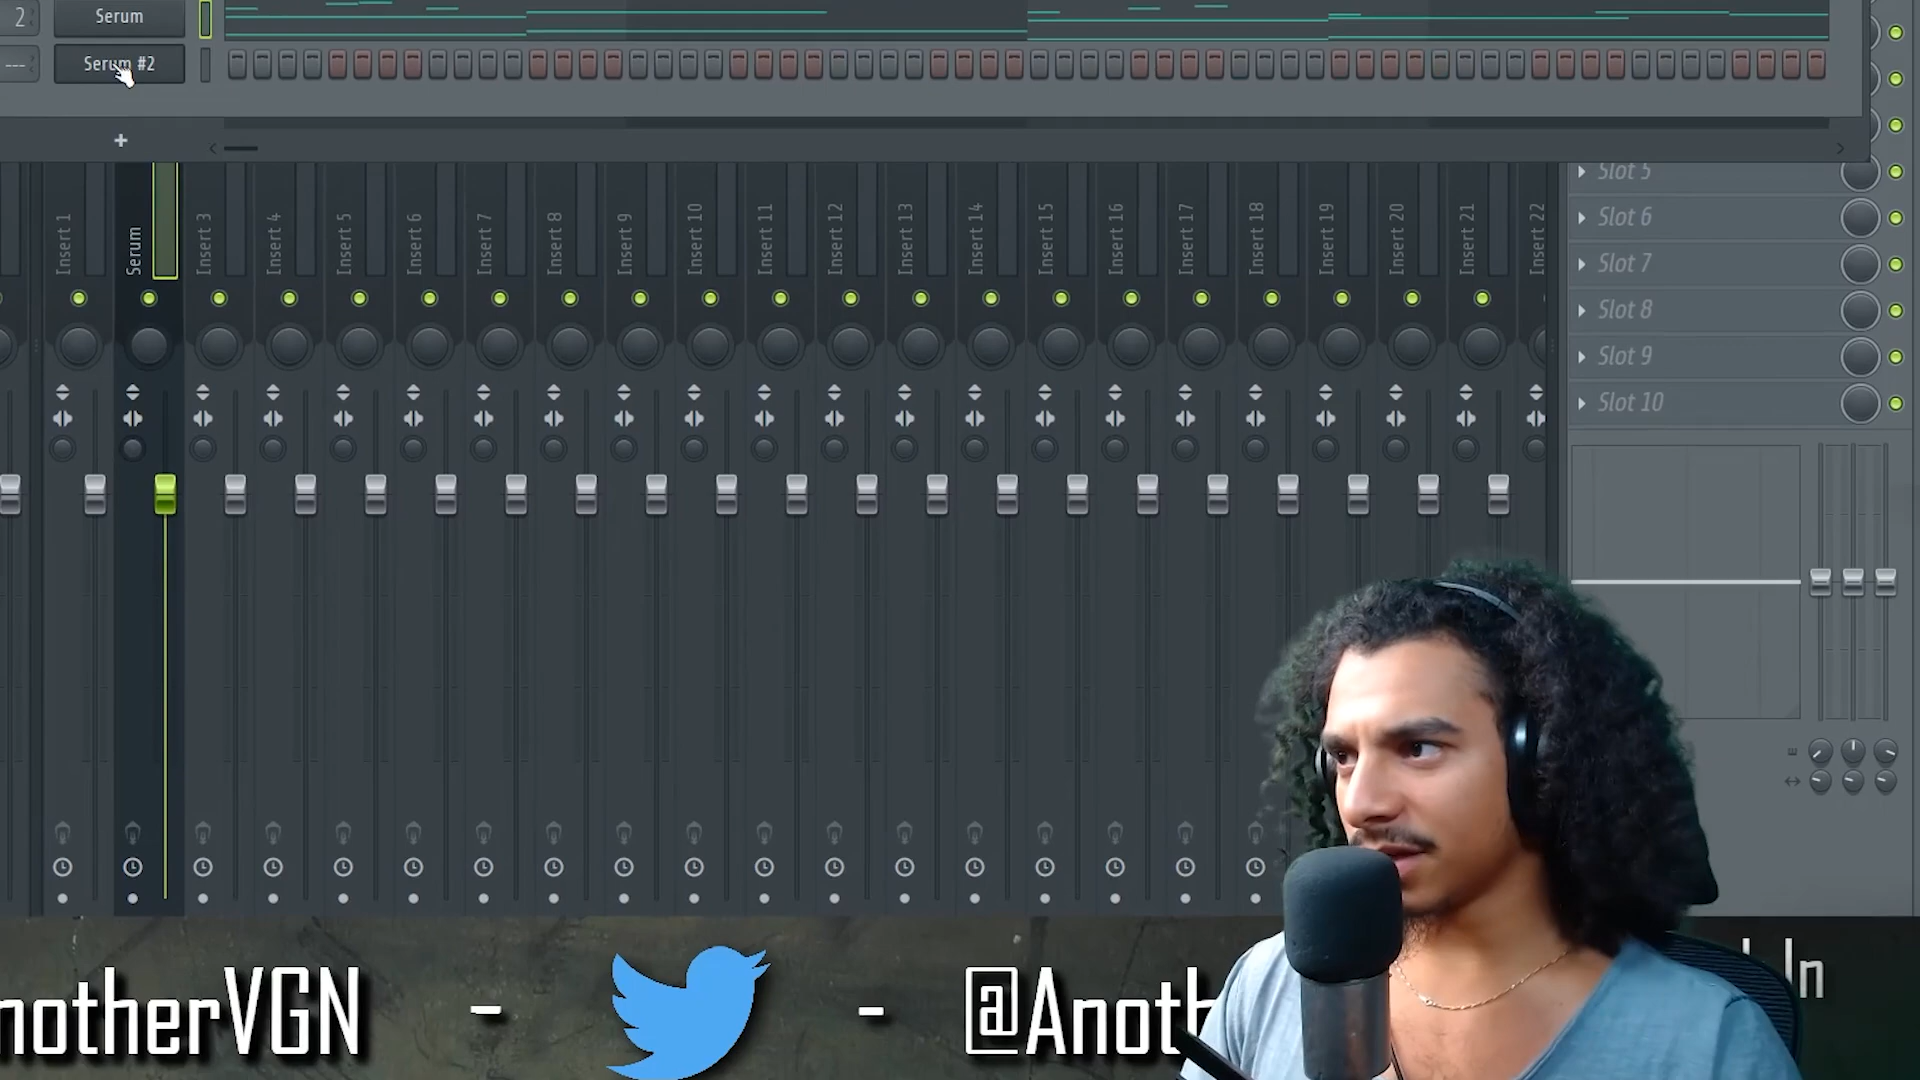 2 Serum
--- Serum #2
+
Insert 1
Serum
Insert 3
Insert 4
Insert 5
Insert 6
Insert 7
Insert 8
Insert 9
Insert 10
Insert 11
Insert 12
Insert 13
Insert 14
Insert 15
Insert 16
Insert 17
Insert 18
Insert 19
Insert 20
Insert 21
Insert 22
Slot 5
Slot 6
Slot 7
Slot 8
Slot 9
Slot 10
notherVGN - - @Anoth
In